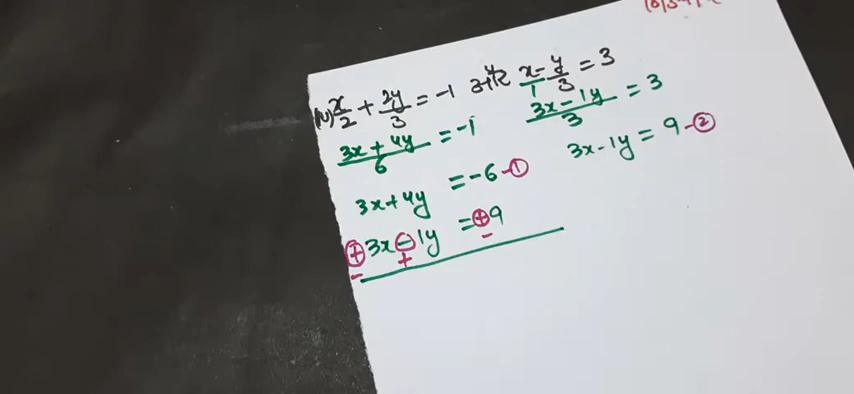 (iv) x/2 + 2y/3 = -1 और x/1 - y/3 = 3
3x + 4y/6 = -1
3x - 1y/3 = 3
3x + 4y = -6 - ①
3x - 1y = 9 - ②
⊕ 3x ⊖ 1y = ⊕ 9
- + -